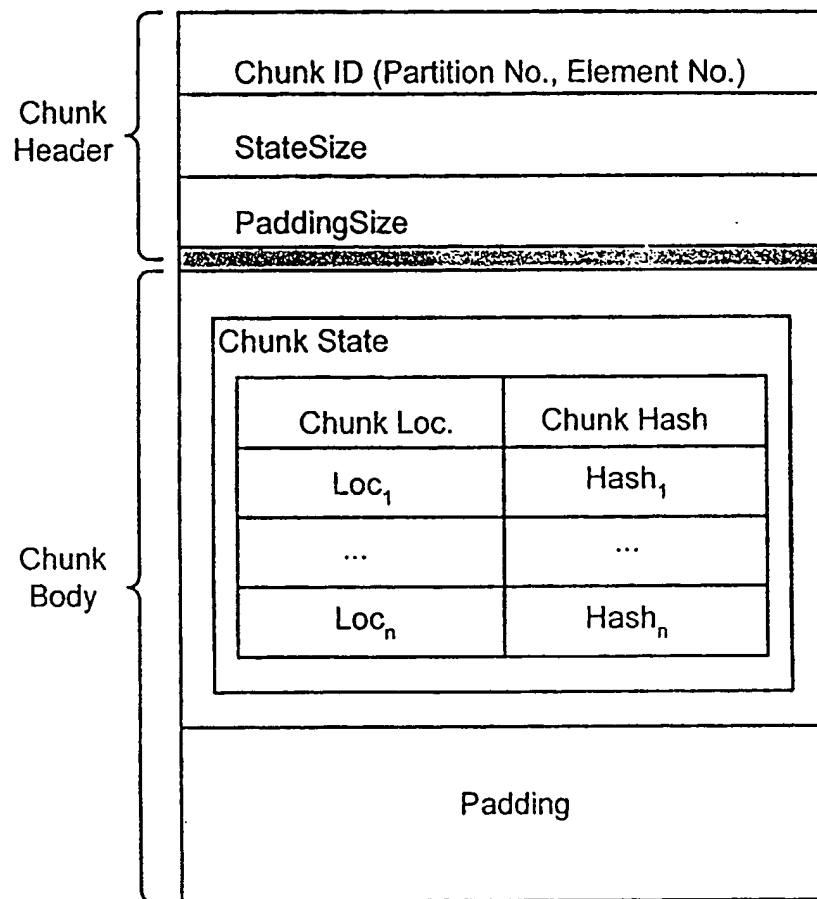 Chunk Header
Chunk ID (Partition No., Element No.)
StateSize
PaddingSize
Chunk Body
Chunk State
Chunk Loc. Chunk Hash
Loc₁ Hash₁
... ...
Locₙ Hashₙ
Padding